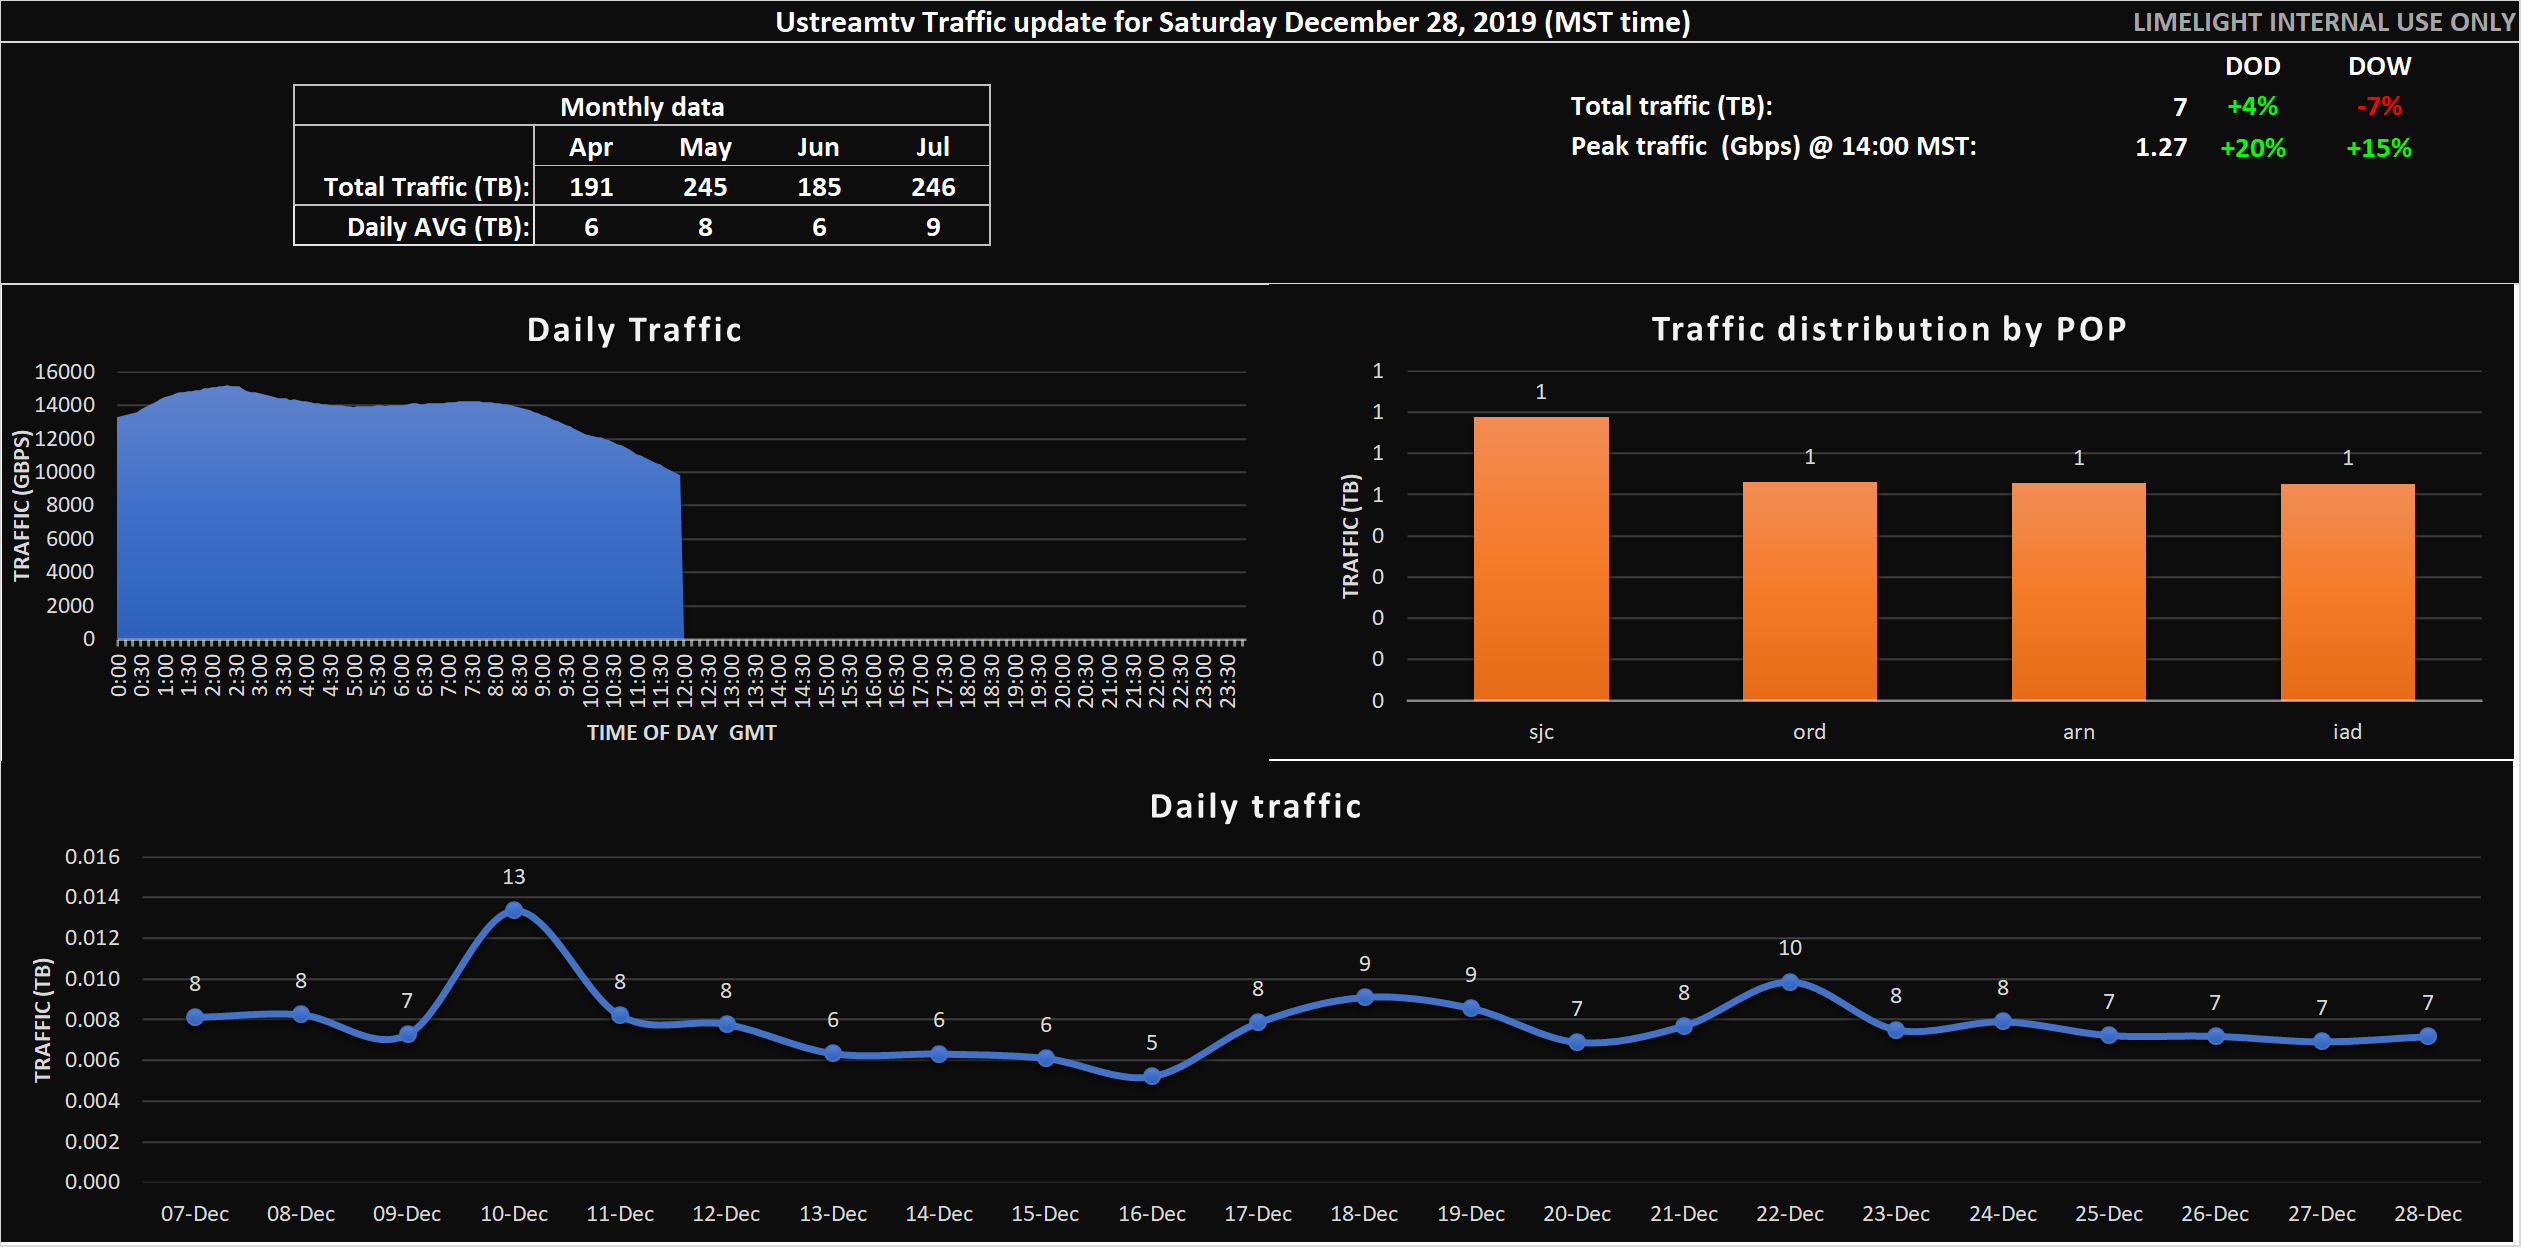 Ustreamtv Traffic update for Saturday December 28, 2019 (MST time)
LIMELIGHT INTERNAL USE ONLY
DOD DOW
Total traffic (TB): 7 +4% -7%
Peak traffic  (Gbps) @ 14:00 MST: 1.27 +20% +15%
Monthly data
Apr May Jun Jul
Total Traffic (TB): 191 245 185 246
Daily AVG (TB): 6 8 6 9
Daily Traffic
TRAFFIC (GBPS)
16000
14000
12000
10000
8000
6000
4000
2000
0
0:00 0:30 1:00 1:30 2:00 2:30 3:00 3:30 4:00 4:30 5:00 5:30 6:00 6:30 7:00 7:30 8:00 8:30 9:00 9:30 10:00 10:30 11:00 11:30 12:00 12:30 13:00 13:30 14:00 14:30 15:00 15:30 16:00 16:30 17:00 17:30 18:00 18:30 19:00 19:30 20:00 20:30 21:00 21:30 22:00 22:30 23:00 23:30
TIME OF DAY  GMT
Traffic distribution by POP
TRAFFIC (TB)
1
1
1
1
0
0
0
0
0
1 1 1 1
sjc ord arn iad
Daily traffic
TRAFFIC (TB)
0.016
0.014
0.012
0.010
0.008
0.006
0.004
0.002
0.000
8 8 7 13 8 8 6 6 6 5 8 9 9 7 8 10 8 8 7 7 7 7
07-Dec 08-Dec 09-Dec 10-Dec 11-Dec 12-Dec 13-Dec 14-Dec 15-Dec 16-Dec 17-Dec 18-Dec 19-Dec 20-Dec 21-Dec 22-Dec 23-Dec 24-Dec 25-Dec 26-Dec 27-Dec 28-Dec